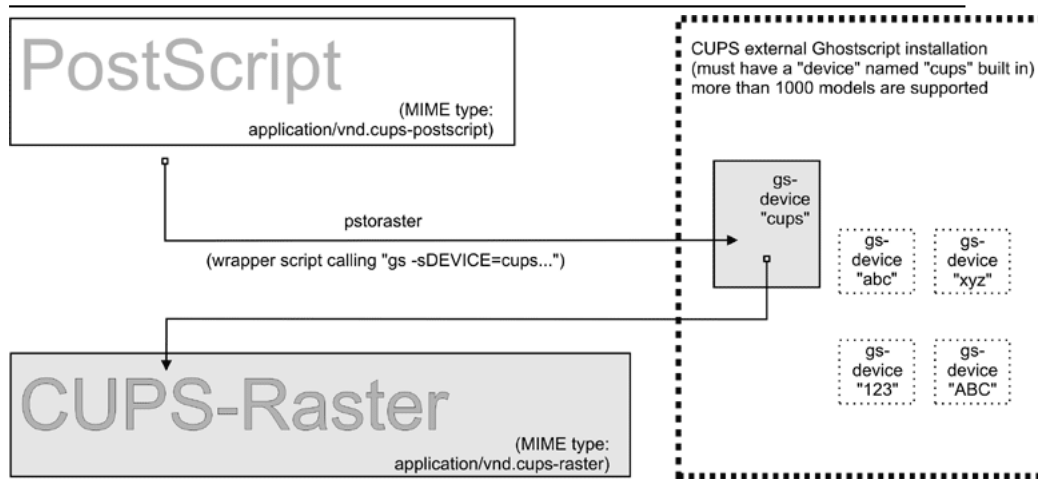 PostScript
(MIME type:
application/vnd.cups-postscript)
CUPS external Ghostscript installation
(must have a "device" named "cups" built in)
more than 1000 models are supported
gs-
device
"cups"
pstoraster
(wrapper script calling "gs -sDEVICE=cups...")
gs-
device
"abc"
gs-
device
"xyz"
gs-
device
"123"
gs-
device
"ABC"
CUPS-Raster
(MIME type:
application/vnd.cups-raster)